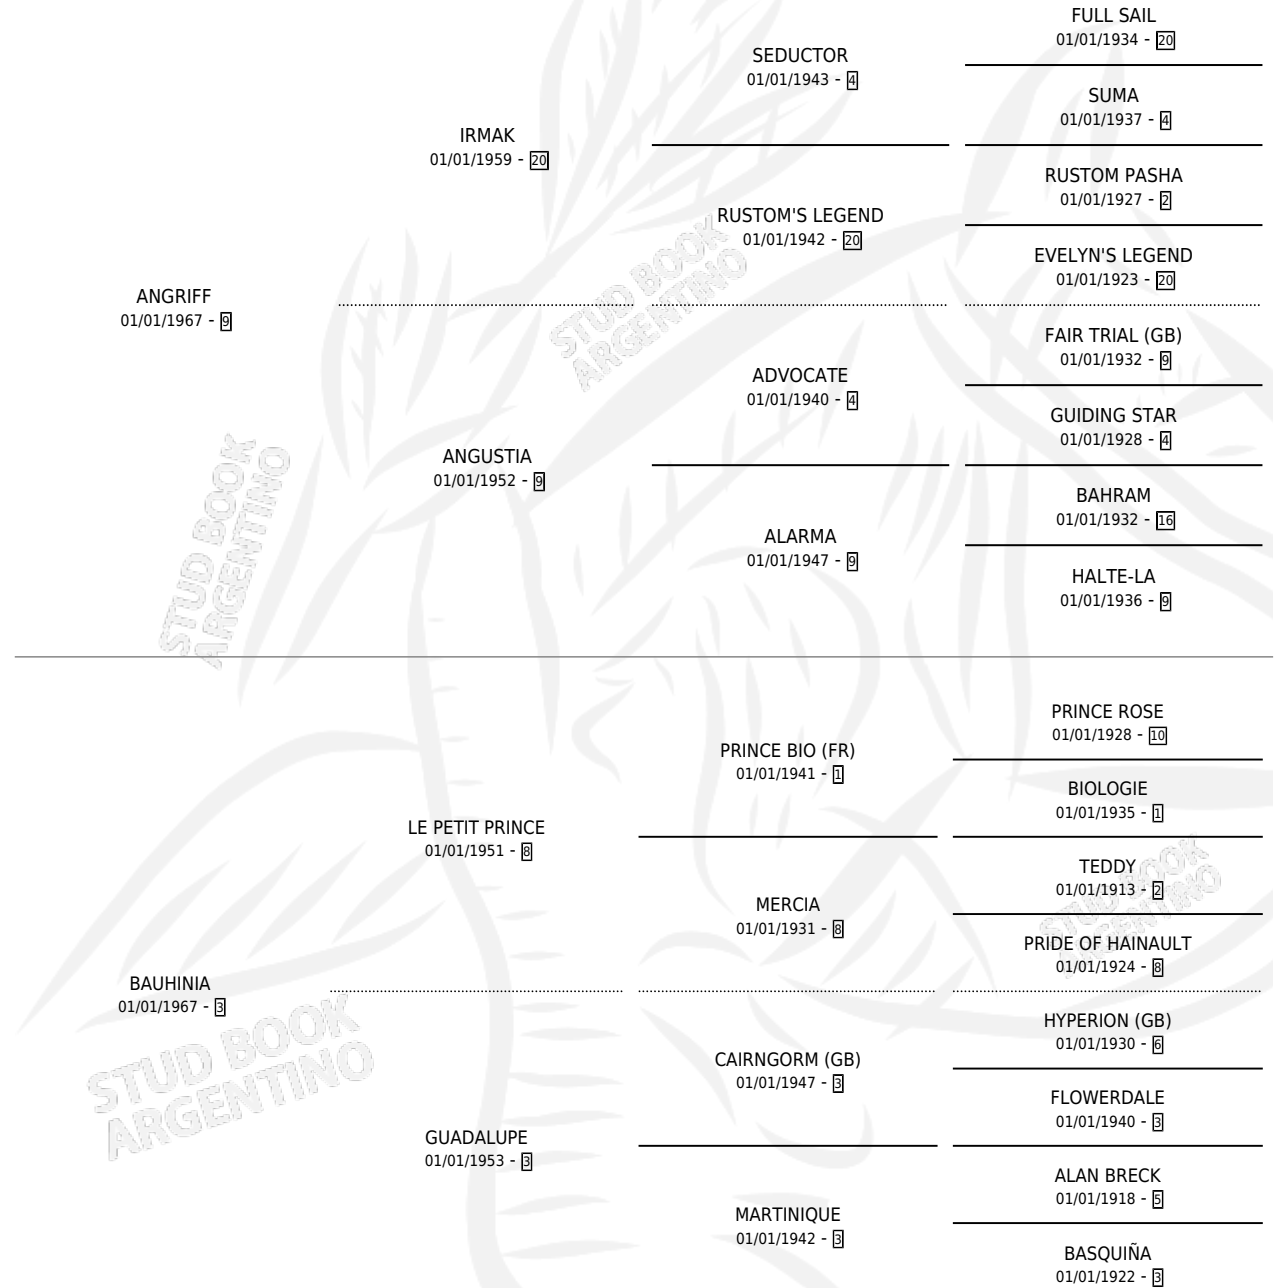 FULL SAIL
01/01/1934 - 20
SEDUCTOR
01/01/1943 - 4
SUMA
01/01/1937 - 4
IRMAK
01/01/1959 - 20
RUSTOM PASHA
01/01/1927 - 2
RUSTOM'S LEGEND
01/01/1942 - 20
EVELYN'S LEGEND
01/01/1923 - 20
ANGRIFF
01/01/1967 - 9
STUD BOOK
ARGENTINO
FAIR TRIAL (GB)
01/01/1932 - 9
ADVOCATE
01/01/1940 - 4
GUIDING STAR
01/01/1928 - 4
ANGUSTIA
01/01/1952 - 9
STUD BOOK
ARGENTINO
BAHRAM
01/01/1932 - 16
ALARMA
01/01/1947 - 9
HALTE-LA
01/01/1936 - 9
PRINCE ROSE
01/01/1928 - 10
PRINCE BIO (FR)
01/01/1941 - 1
BIOLOGIE
01/01/1935 - 1
LE PETIT PRINCE
01/01/1951 - 8
TEDDY
01/01/1913 - 2
STUD BOOK
ARGENTINO
MERCIA
01/01/1931 - 8
PRIDE OF HAINAULT
01/01/1924 - 8
BAUHINIA
01/01/1967 - 3
STUD BOOK
ARGENTINO
HYPERION (GB)
01/01/1930 - 6
CAIRNGORM (GB)
01/01/1947 - 3
FLOWERDALE
01/01/1940 - 3
GUADALUPE
01/01/1953 - 3
ALAN BRECK
01/01/1918 - 5
MARTINIQUE
01/01/1942 - 3
BASQUIÑA
01/01/1922 - 3